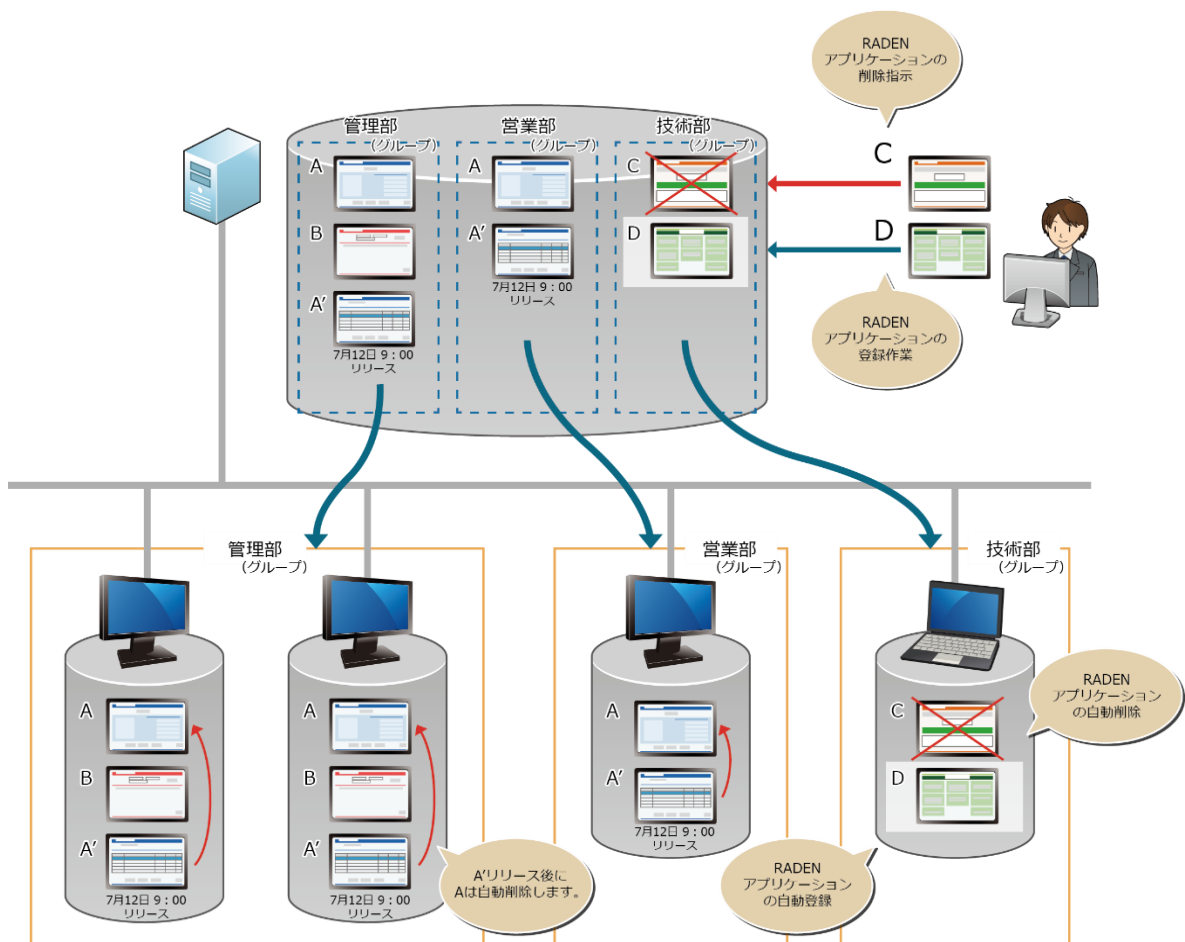 RADEN
アプリケーションの
削除指示
管理部
(グループ)
営業部
(グループ)
技術部
(グループ)
A
B
A'
7月12日 9:00
リリース
A
A'
7月12日 9:00
リリース
C
D
C
D
RADEN
アプリケーションの
登録作業
管理部
(グループ)
営業部
(グループ)
技術部
(グループ)
A
B
A'
7月12日 9:00
リリース
A
B
A'
7月12日 9:00
リリース
A'リリース後に
Aは自動削除します。
A
A'
7月12日 9:00
リリース
C
D
RADEN
アプリケーション
の自動削除
RADEN
アプリケーション
の自動登録